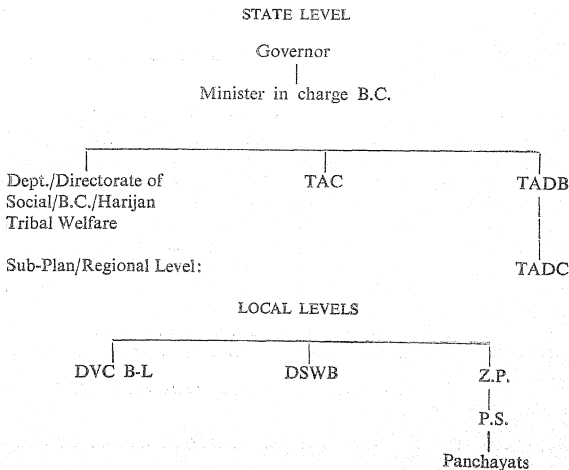 STATE LEVEL
Governor
Minister in charge B.C.
Dept./Directorate of
Social/B.C./Harijan
Tribal Welfare
TAC
TADB
Sub-Plan/Regional Level:
TADC
LOCAL LEVELS
DVC B-L
DSWB
Z.P.
P.S.
Panchayats